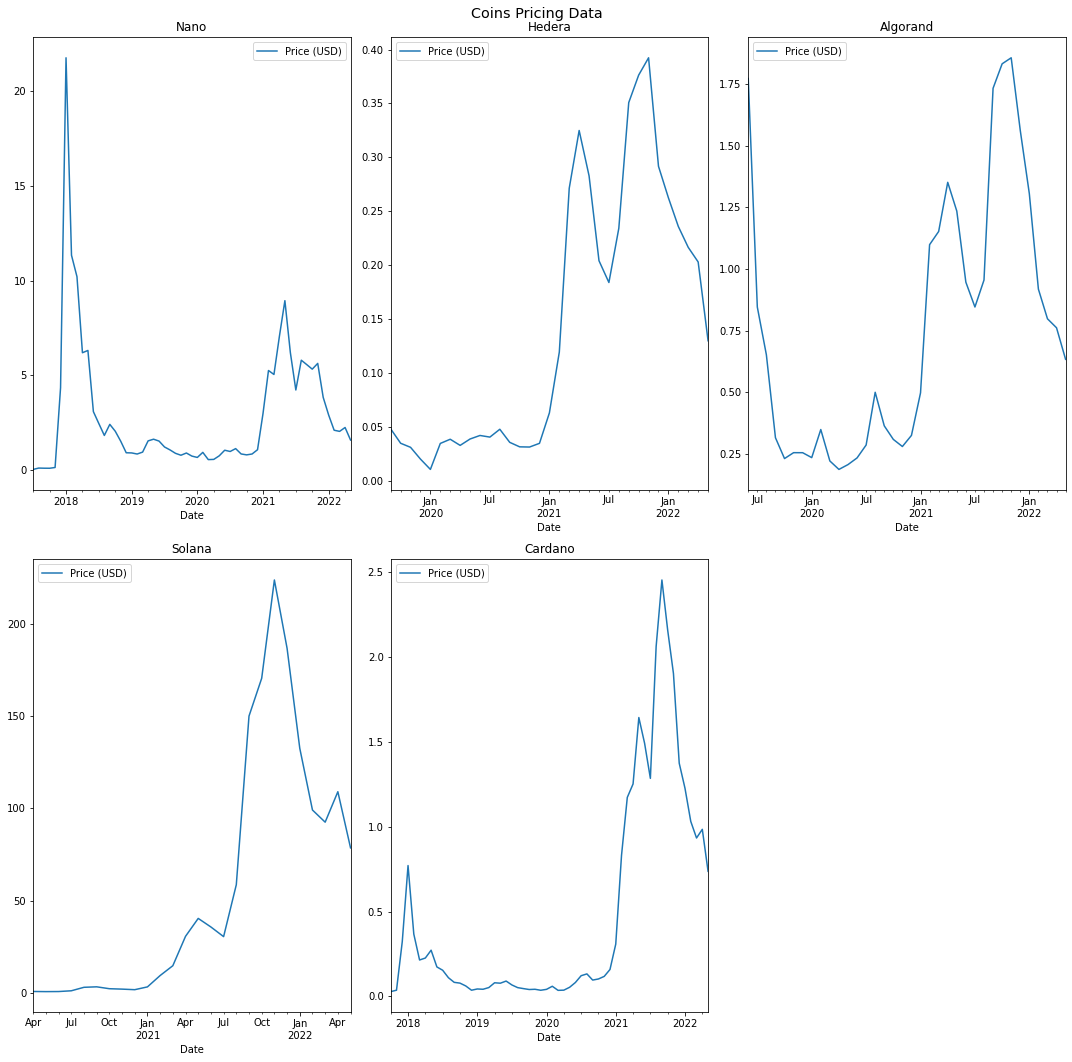 Coins Pricing Data
Nano
Price (USD)
20
15
10
5
0
2018 2019 2020 2021 2022
Date
Hedera
Price (USD)
0.40
0.35
0.30
0.25
0.20
0.15
0.10
0.05
0.00
Jan Jul Jan Jul Jan
2020 2021 2022
Date
Algorand
Price (USD)
1.75
1.50
1.25
1.00
0.75
0.50
0.25
Jul Jan Jul Jan Jul Jan
2020 2021 2022
Date
Solana
Price (USD)
200
150
100
50
0
Apr Jul Oct Jan Apr Jul Oct Jan Apr
2021 2022
Date
Cardano
Price (USD)
2.5
2.0
1.5
1.0
0.5
0.0
2018 2019 2020 2021 2022
Date